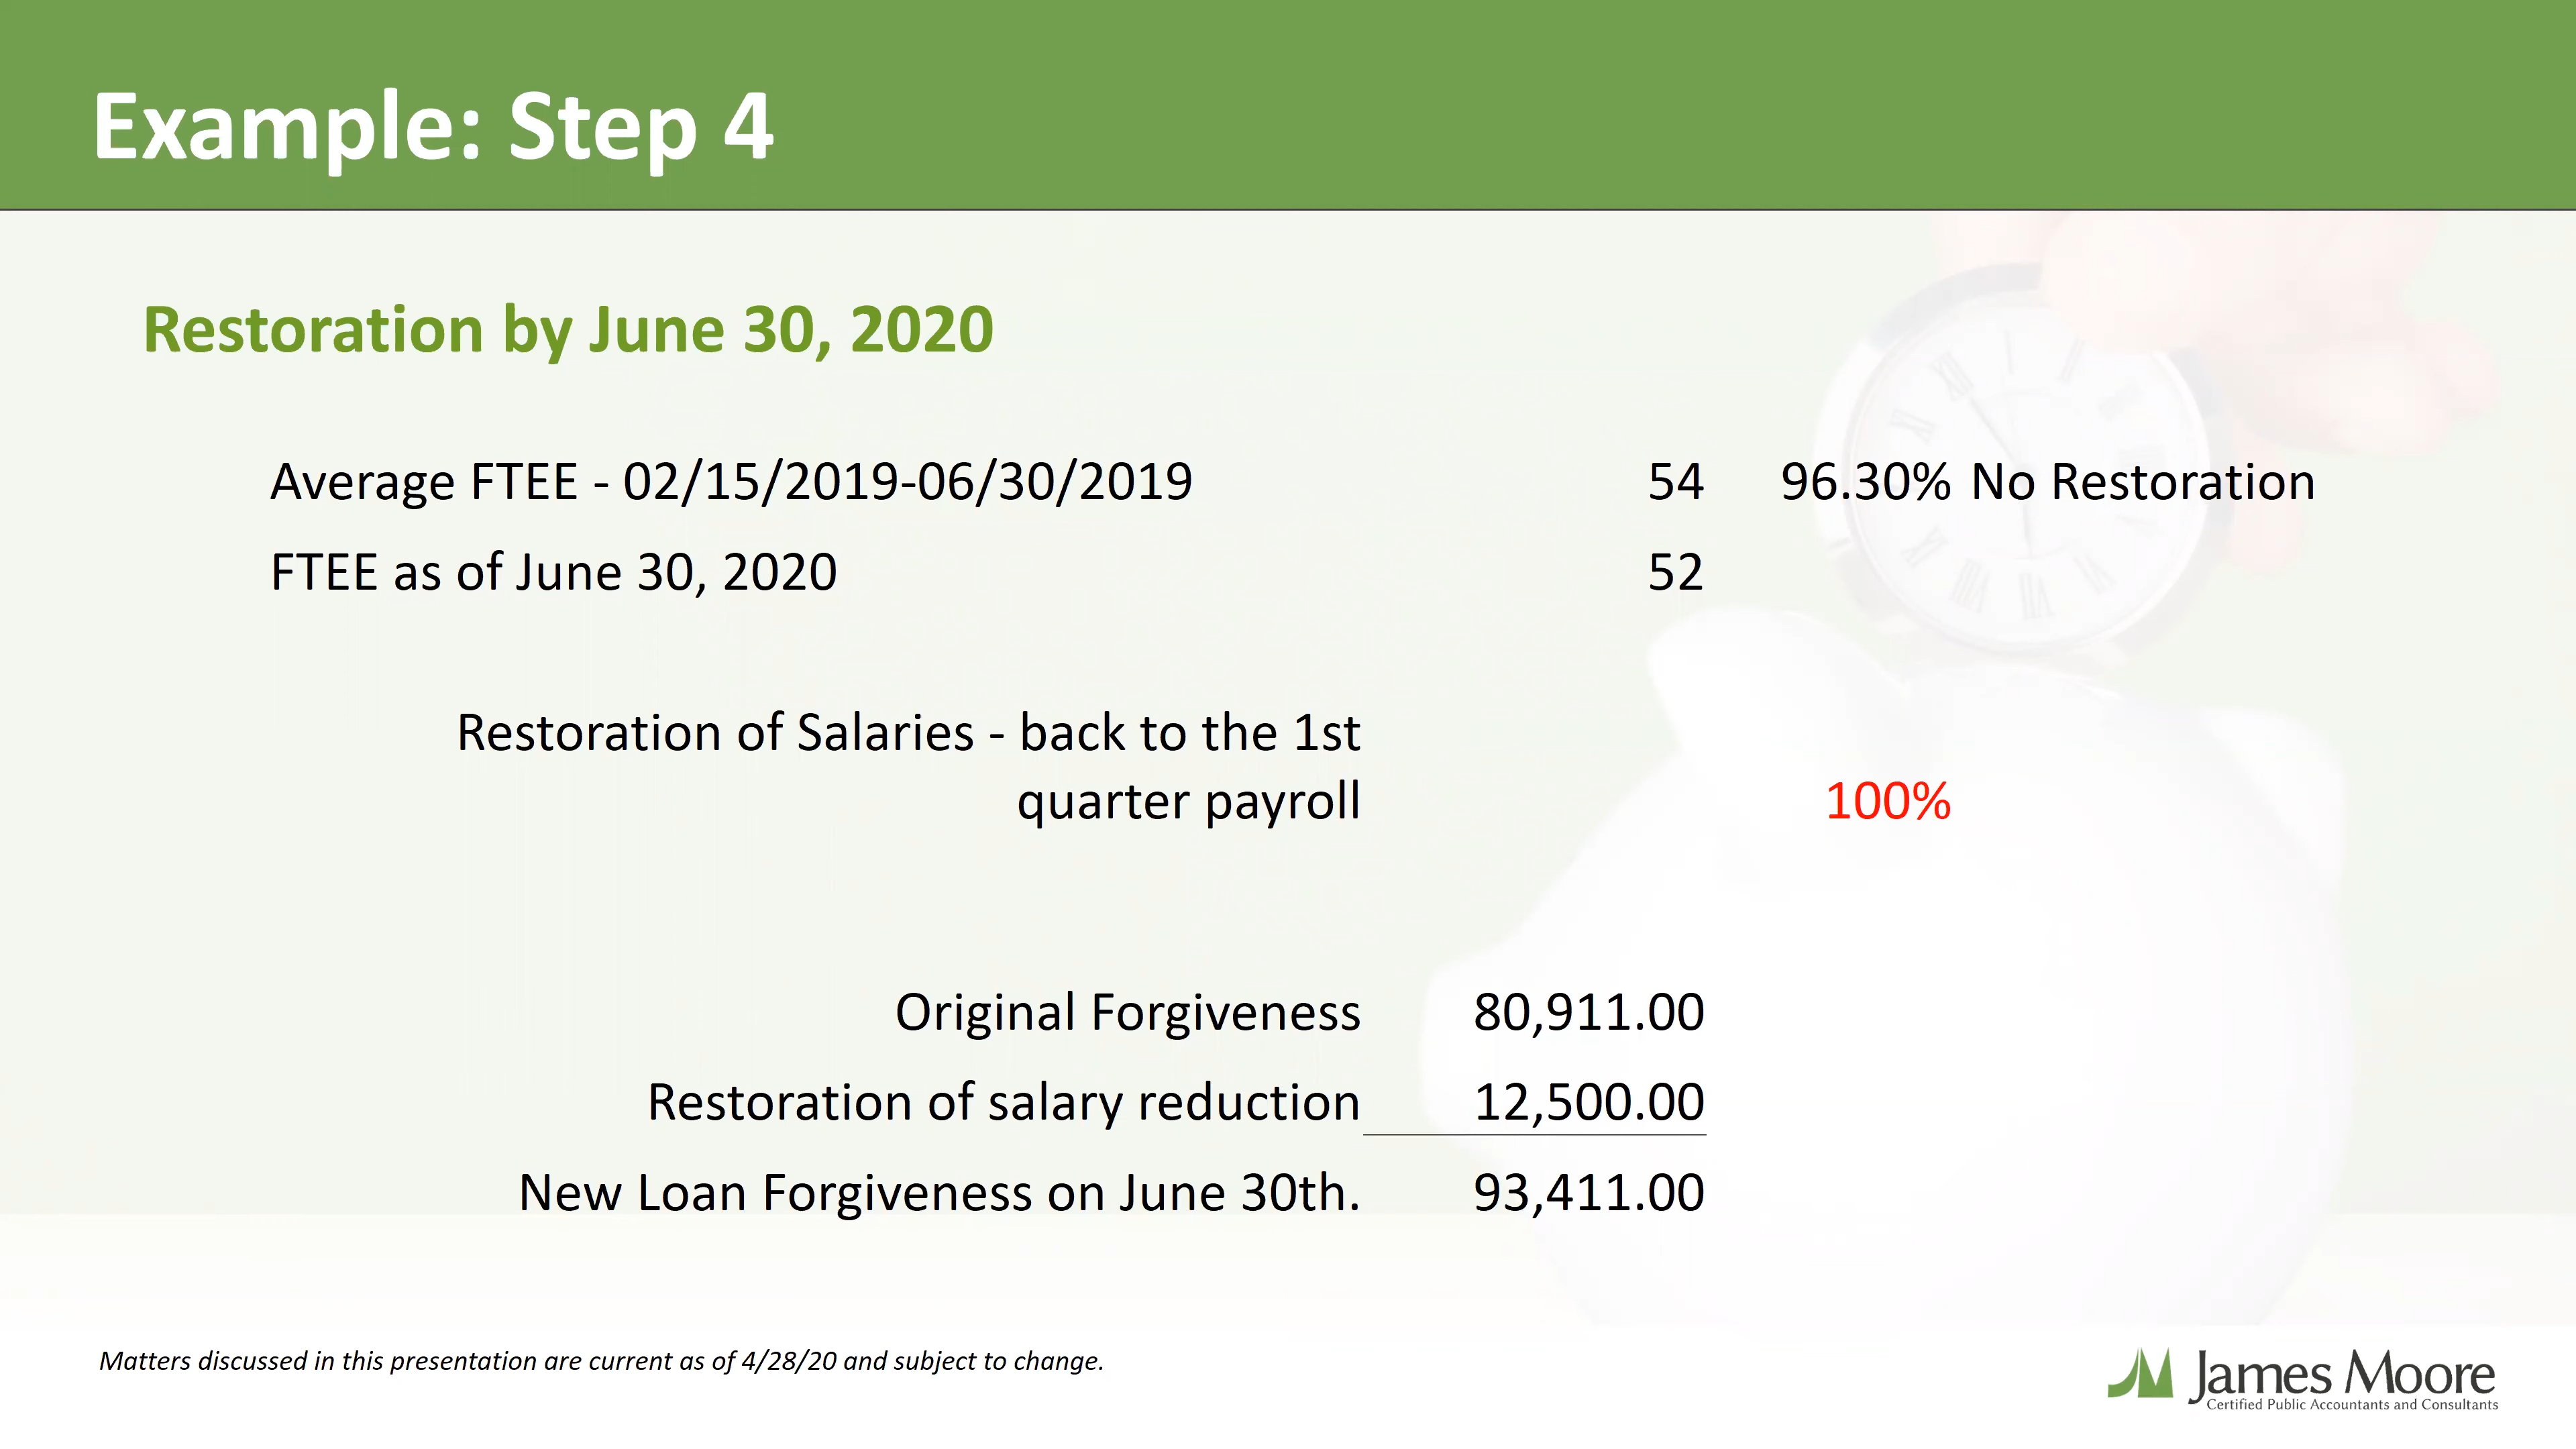 Example: Step 4
Restoration by June 30, 2020
Average FTEE - 02/15/2019-06/30/2019 54 96.30% No Restoration
FTEE as of June 30, 2020 52
Restoration of Salaries - back to the 1st
quarter payroll 100%
Original Forgiveness 80,911.00
Restoration of salary reduction 12,500.00
New Loan Forgiveness on June 30th. 93,411.00
Matters discussed in this presentation are current as of 4/28/20 and subject to change.
James Moore
Certified Public Accountants and Consultants